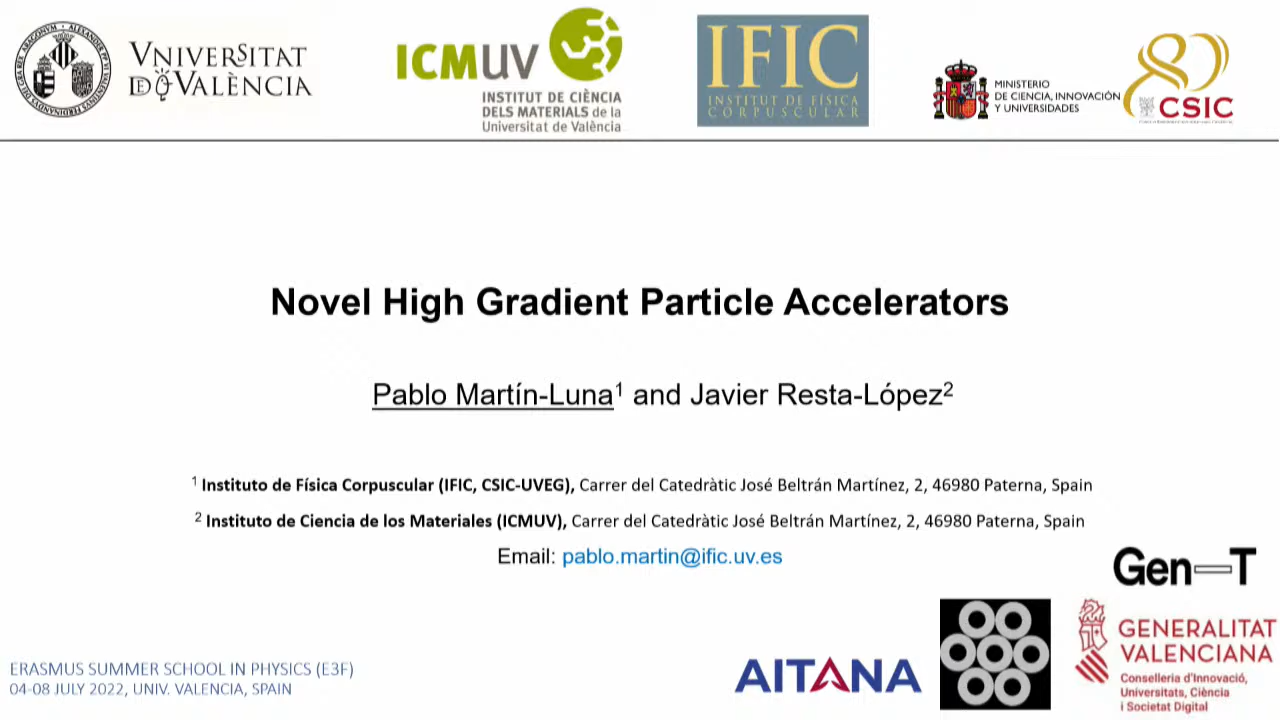 VNIVERSITAT
DE VALÈNCIA
ICMUV
INSTITUT DE CIÈNCIA
DELS MATERIALS de la
Universitat de València
IFIC
INSTITUT DE FÍSICA
CORPUSCULAR
MINISTERIO
DE CIENCIA, INNOVACIÓN
Y UNIVERSIDADES
80
CSIC
Novel High Gradient Particle Accelerators
Pablo Martín-Luna1 and Javier Resta-López2
1 Instituto de Física Corpuscular (IFIC, CSIC-UVEG), Carrer del Catedràtic José Beltrán Martínez, 2, 46980 Paterna, Spain
2 Instituto de Ciencia de los Materiales (ICMUV), Carrer del Catedràtic José Beltrán Martínez, 2, 46980 Paterna, Spain
Email: pablo.martin@ific.uv.es
Gen—T
ERASMUS SUMMER SCHOOL IN PHYSICS (E3F)
04-08 JULY 2022, UNIV. VALENCIA, SPAIN
AITANA
GENERALITAT
VALENCIANA
Conselleria d'Innovació,
Universitats, Ciència
i Societat Digital